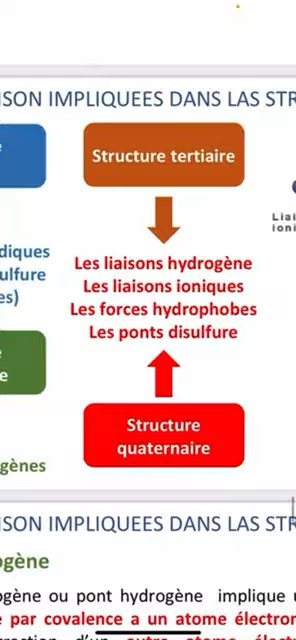 ISON IMPLIQUEES DANS LAS STR
Structure tertiaire
Liai
ioni
diques
ulfure
es)
Les liaisons hydrogène
Les liaisons ioniques
Les forces hydrophobes
Les ponts disulfure
e
Structure
quaternaire
gènes
ISON IMPLIQUEES DANS LAS STR
ogène
ogène ou pont hydrogène implique u
e par covalence a un atome électron